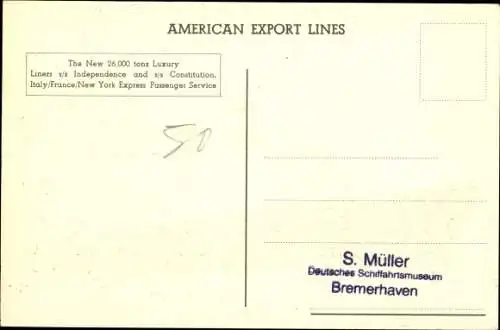 AMERICAN EXPORT LINES
The New 26,000 tons Luxury
Liners s/s Independence and s/s Constitution,
Italy/France/New York Express Passenger Service
50
S. Müller
Deutsches Schiffahrtsmuseum
Bremerhaven